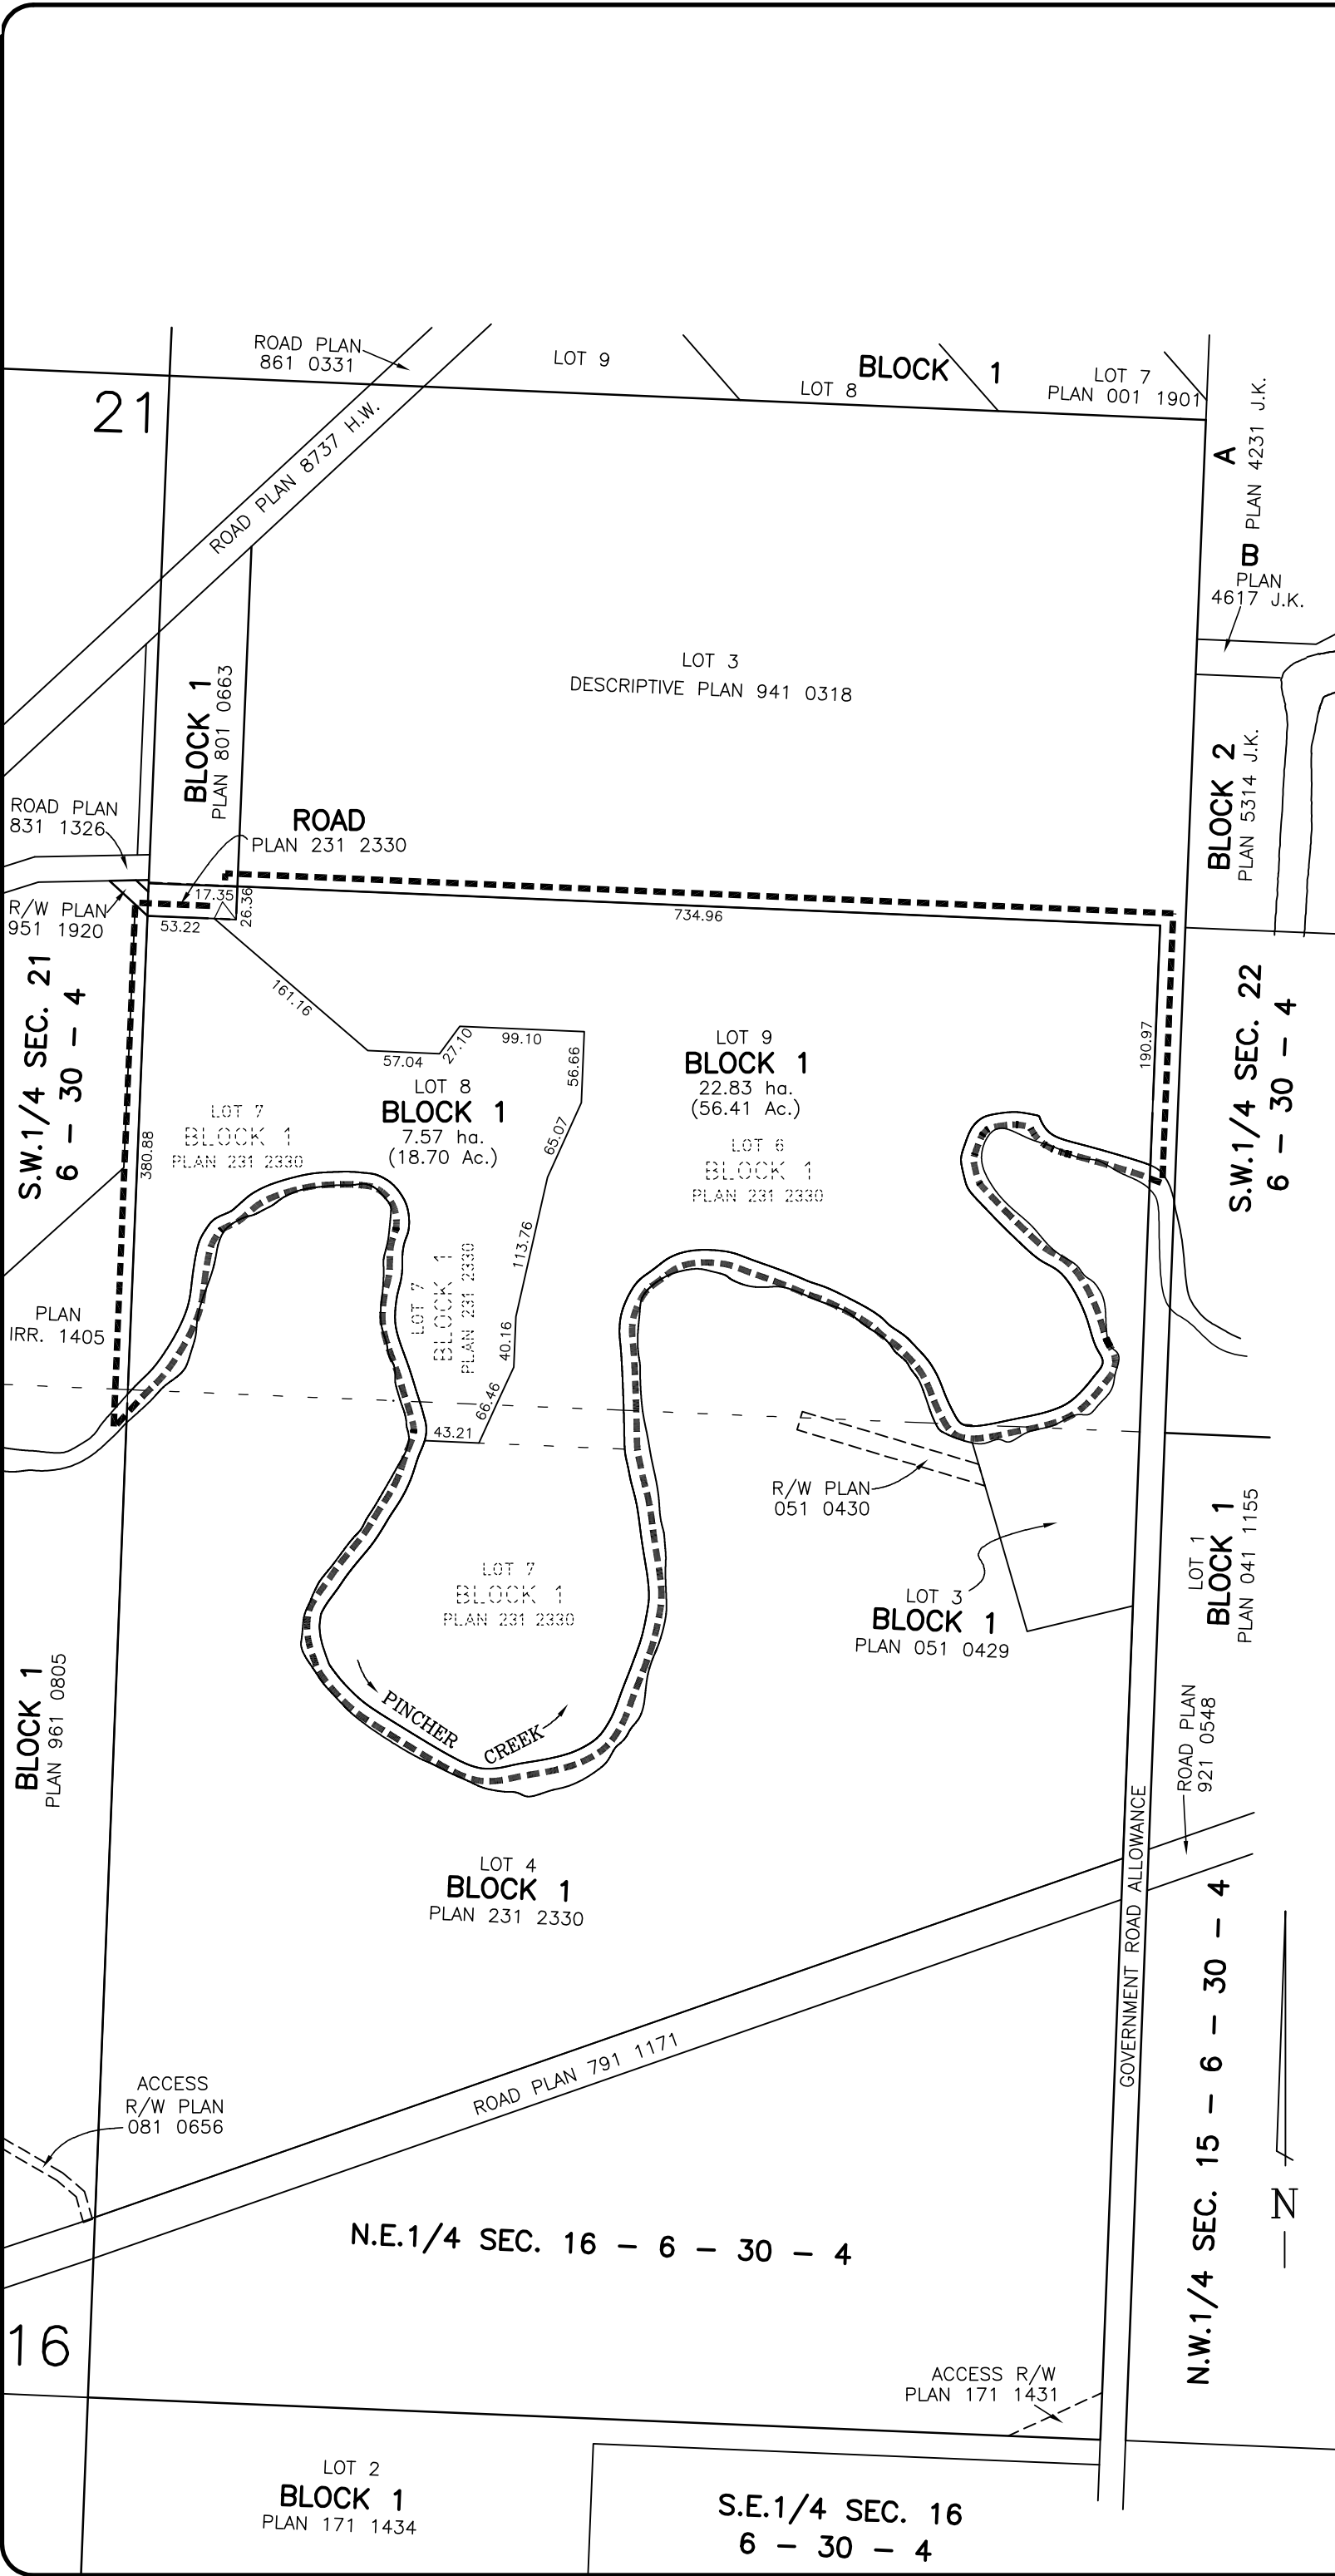 ROAD PLAN
861 0331
LOT 9
BLOCK 1
LOT 8
LOT 7
PLAN 001 1901
21
ROAD PLAN 8737 H.W.
A
PLAN 4231 J.K.
B
PLAN
4617 J.K.
LOT 3
DESCRIPTIVE PLAN 941 0318
BLOCK 1
PLAN 801 0663
BLOCK 2
PLAN 5314 J.K.
ROAD PLAN
831 1326
ROAD
PLAN 231 2330
R/W PLAN
951 1920
17.35
26.36
53.22
734.96
161.16
57.04
27.10
99.10
56.66
190.97
S.W.1/4 SEC. 21
6 - 30 - 4
S.W.1/4 SEC. 22
6 - 30 - 4
LOT 9
BLOCK 1
22.83 ha.
(56.41 Ac.)
LOT 8
BLOCK 1
7.57 ha.
(18.70 Ac.)
LOT 7
BLOCK 1
PLAN 231 2330
LOT 6
BLOCK 1
PLAN 231 2330
380.88
65.07
113.76
LOT 7
BLOCK 1
PLAN 231 2330
PLAN
IRR. 1405
40.16
66.46
43.21
R/W PLAN
051 0430
LOT 7
BLOCK 1
PLAN 231 2330
LOT 3
BLOCK 1
PLAN 051 0429
LOT 1
BLOCK 1
PLAN 041 1155
BLOCK 1
PLAN 961 0805
PINCHER
CREEK
ROAD PLAN
921 0548
LOT 4
BLOCK 1
PLAN 231 2330
GOVERNMENT ROAD ALLOWANCE
ROAD PLAN 791 1171
ACCESS
R/W PLAN
081 0656
N.W.1/4 SEC. 15 - 6 - 30 - 4
N
N.E.1/4 SEC. 16 - 6 - 30 - 4
16
ACCESS R/W
PLAN 171 1431
LOT 2
BLOCK 1
PLAN 171 1434
S.E.1/4 SEC. 16
6 - 30 - 4